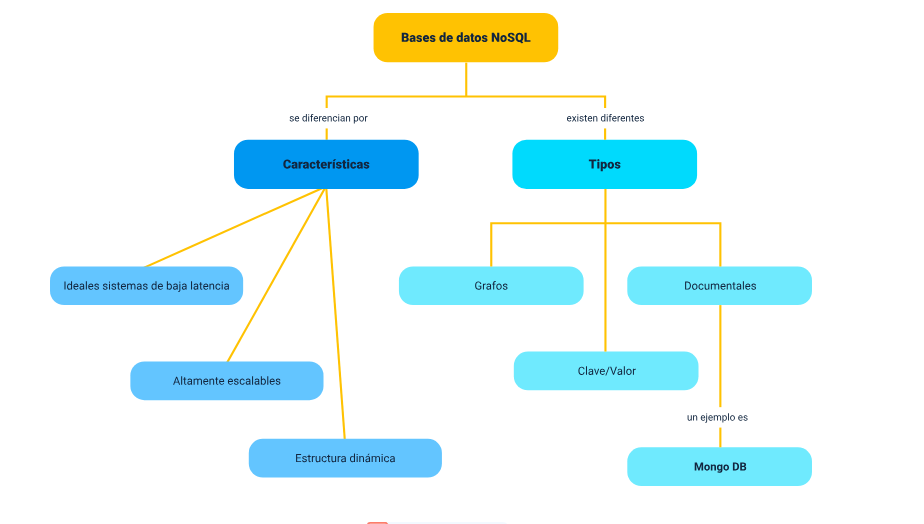 Bases de datos NoSQL
se diferencian por
existen diferentes
Características
Tipos
Ideales sistemas de baja latencia
Grafos
Documentales
Clave/Valor
Altamente escalables
un ejemplo es
Estructura dinámica
Mongo DB